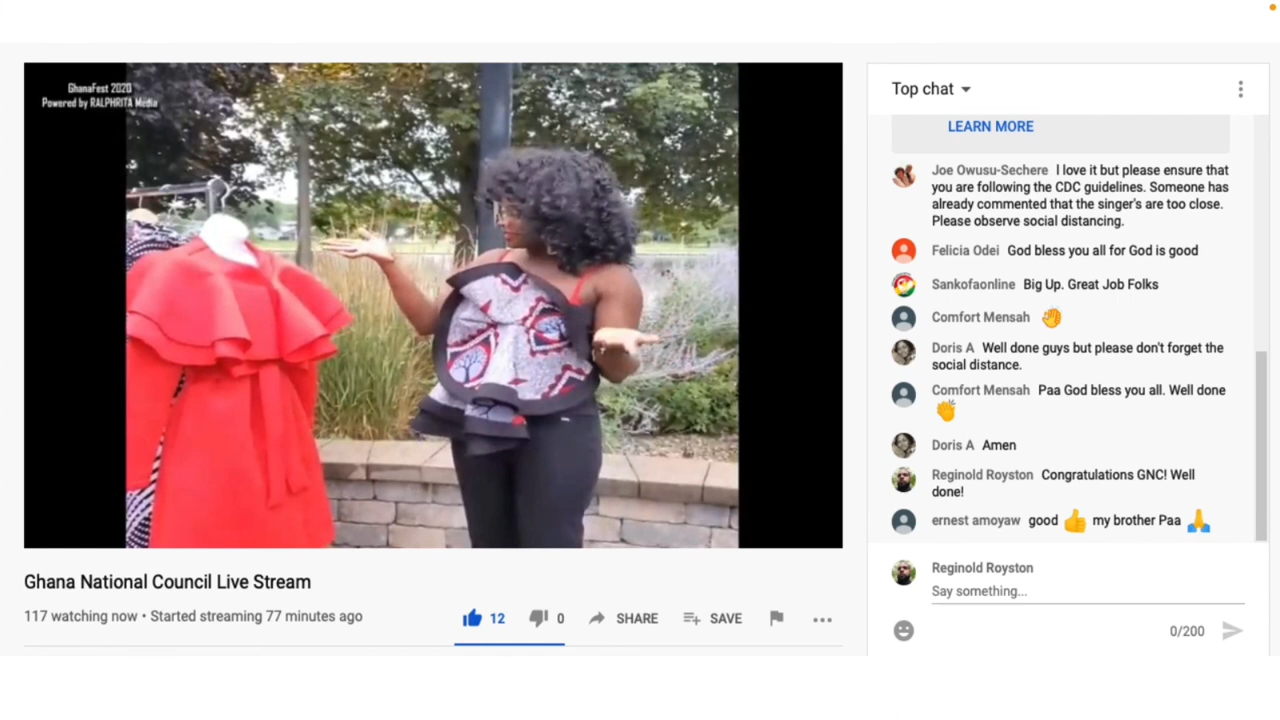 GhanaFest 2020
Powered by RALPHRITA Media
Ghana National Council Live Stream
117 watching now • Started streaming 77 minutes ago
12
0
SHARE
SAVE
Top chat
LEARN MORE
Joe Owusu-Sechere I love it but please ensure that
you are following the CDC guidelines. Someone has
already commented that the singer's are too close.
Please observe social distancing.
Felicia Odei God bless you all for God is good
Sankofaonline Big Up. Great Job Folks
Comfort Mensah 👏
Doris A Well done guys but please don't forget the
social distance.
Comfort Mensah Paa God bless you all. Well done
👏
Doris A Amen
Reginold Royston Congratulations GNC! Well
done!
ernest amoyaw good 👍 my brother Paa 🙏
Reginold Royston
Say something...
0/200